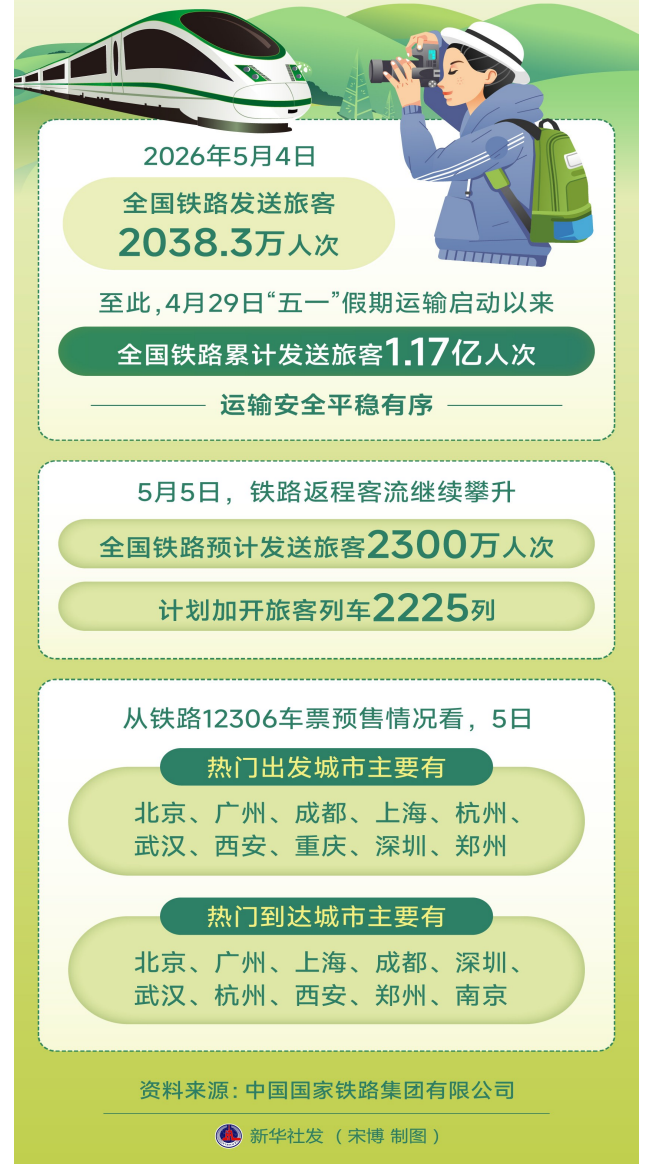 2026年5月4日
全国铁路发送旅客
2038.3万人次
至此,4月29日“五一”假期运输启动以来
全国铁路累计发送旅客1.17亿人次
运输安全平稳有序
5月5日，铁路返程客流继续攀升
全国铁路预计发送旅客2300万人次
计划加开旅客列车2225列
从铁路12306车票预售情况看，5日
热门出发城市主要有
北京、广州、成都、上海、杭州、
武汉、西安、重庆、深圳、郑州
热门到达城市主要有
北京、广州、上海、成都、深圳、
武汉、杭州、西安、郑州、南京
资料来源：中国国家铁路集团有限公司
新华社发（宋博 制图）